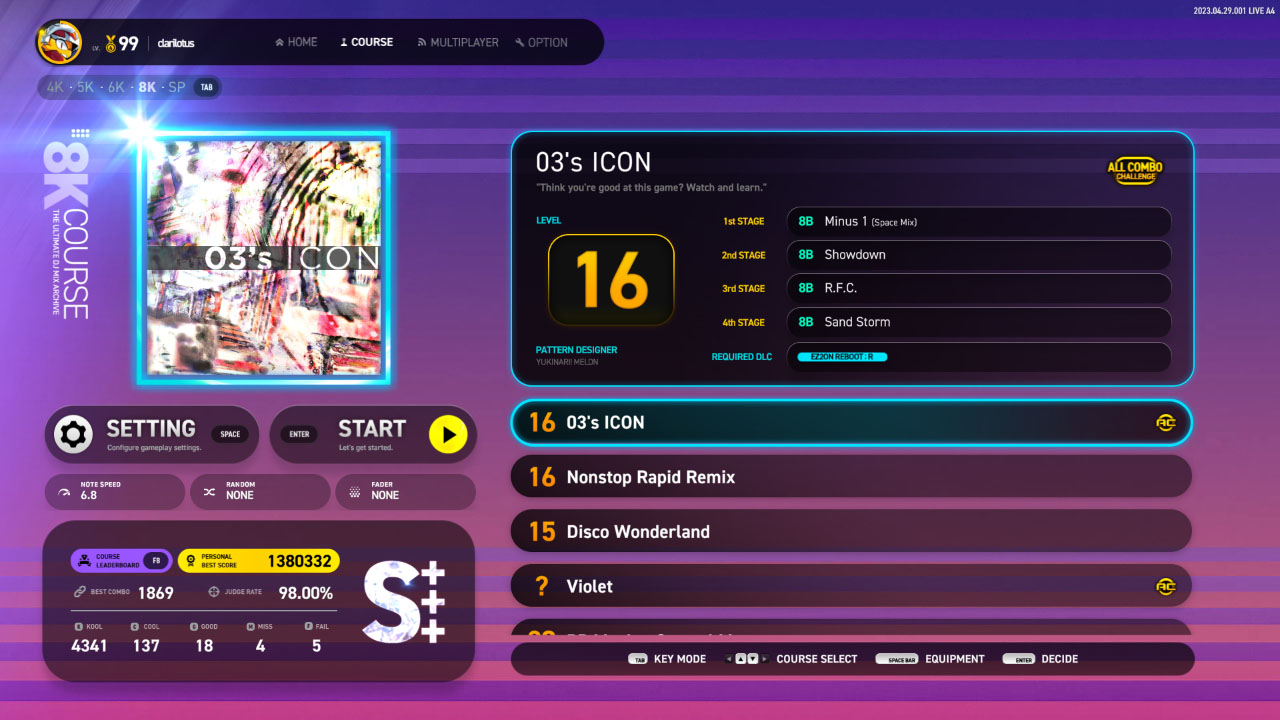 2023.04.29.001 LIVE A4
LV. 99 darilotus
HOME COURSE MULTIPLAYER OPTION
4K · 5K · 6K · 8K · SP TAB
8K COURSE
THE ULTIMATE DJ MIX ARCHIVE
03's ICON
03's ICON
ALL COMBO
CHALLENGE
"Think you're good at this game? Watch and learn."
LEVEL
16
1st STAGE 8B Minus 1 (Space Mix)
2nd STAGE 8B Showdown
3rd STAGE 8B R.F.C.
4th STAGE 8B Sand Storm
PATTERN DESIGNER
YUKINARI! MELON
REQUIRED DLC EZ2ON REBOOT : R
SETTING SPACE
Configure gameplay settings.
ENTER START
Let's get started.
NOTE SPEED
6.8
RANDOM
NONE
FADER
NONE
COURSE
LEADERBOARD F8
PERSONAL
BEST SCORE 1380332
BEST COMBO 1869 JUDGE RATE 98.00%
S+++
K KOOL C COOL G GOOD M MISS F FAIL
4341 137 18 4 5
16 03's ICON AC
16 Nonstop Rapid Remix
15 Disco Wonderland
? Violet AC
TAB KEY MODE COURSE SELECT SPACE BAR EQUIPMENT ENTER DECIDE